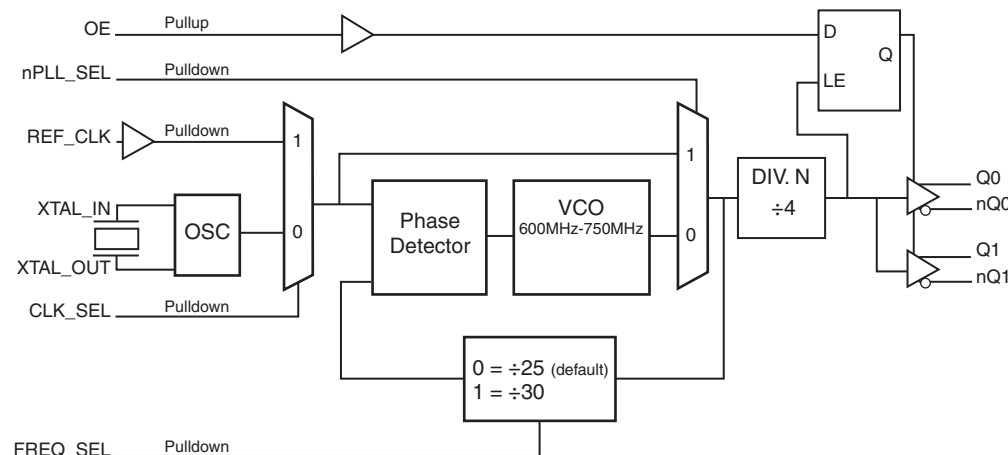 OE
Pullup
D
Q
LE
nPLL_SEL
Pulldown
REF_CLK
Pulldown
1
1
XTAL_IN
OSC
0
XTAL_OUT
Phase
Detector
VCO
600MHz-750MHz
0
DIV. N
÷4
Q0
nQ0
Q1
nQ1
CLK_SEL
Pulldown
0 = ÷25 (default)
1 = ÷30
FREQ_SEL
Pulldown